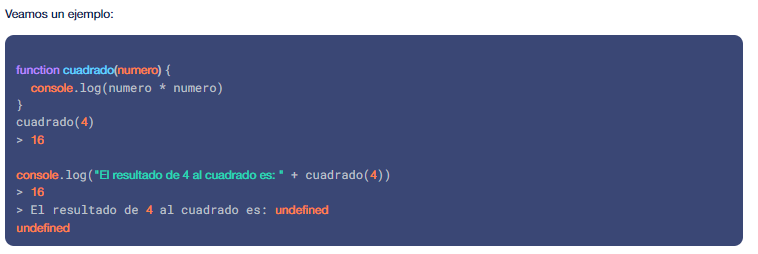 Veamos un ejemplo:
function cuadrado(numero) {
  console.log(numero * numero)
}
cuadrado(4)
> 16
console.log("El resultado de 4 al cuadrado es: " + cuadrado(4))
> 16
> El resultado de 4 al cuadrado es: undefined
undefined